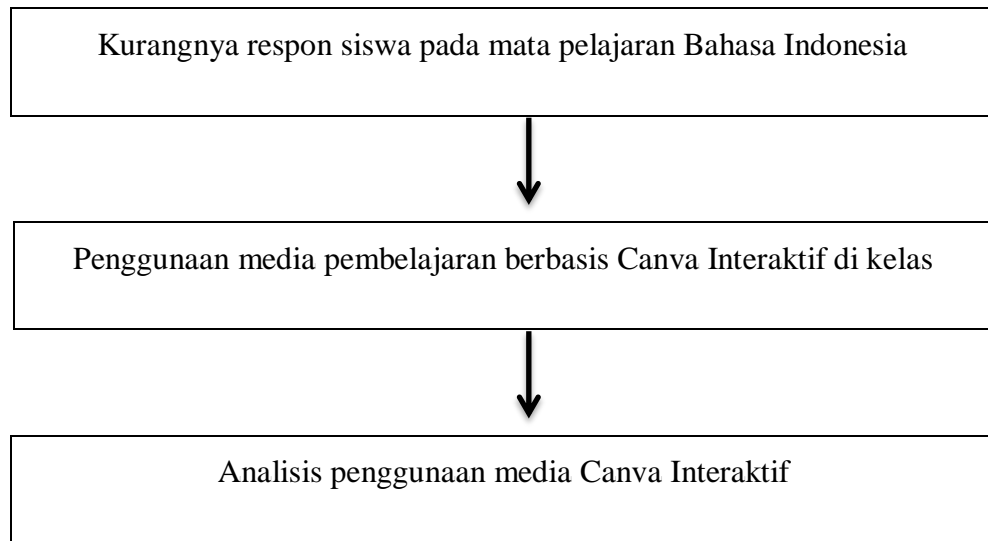 Kurangnya respon siswa pada mata pelajaran Bahasa Indonesia
Penggunaan media pembelajaran berbasis Canva Interaktif di kelas
Analisis penggunaan media Canva Interaktif